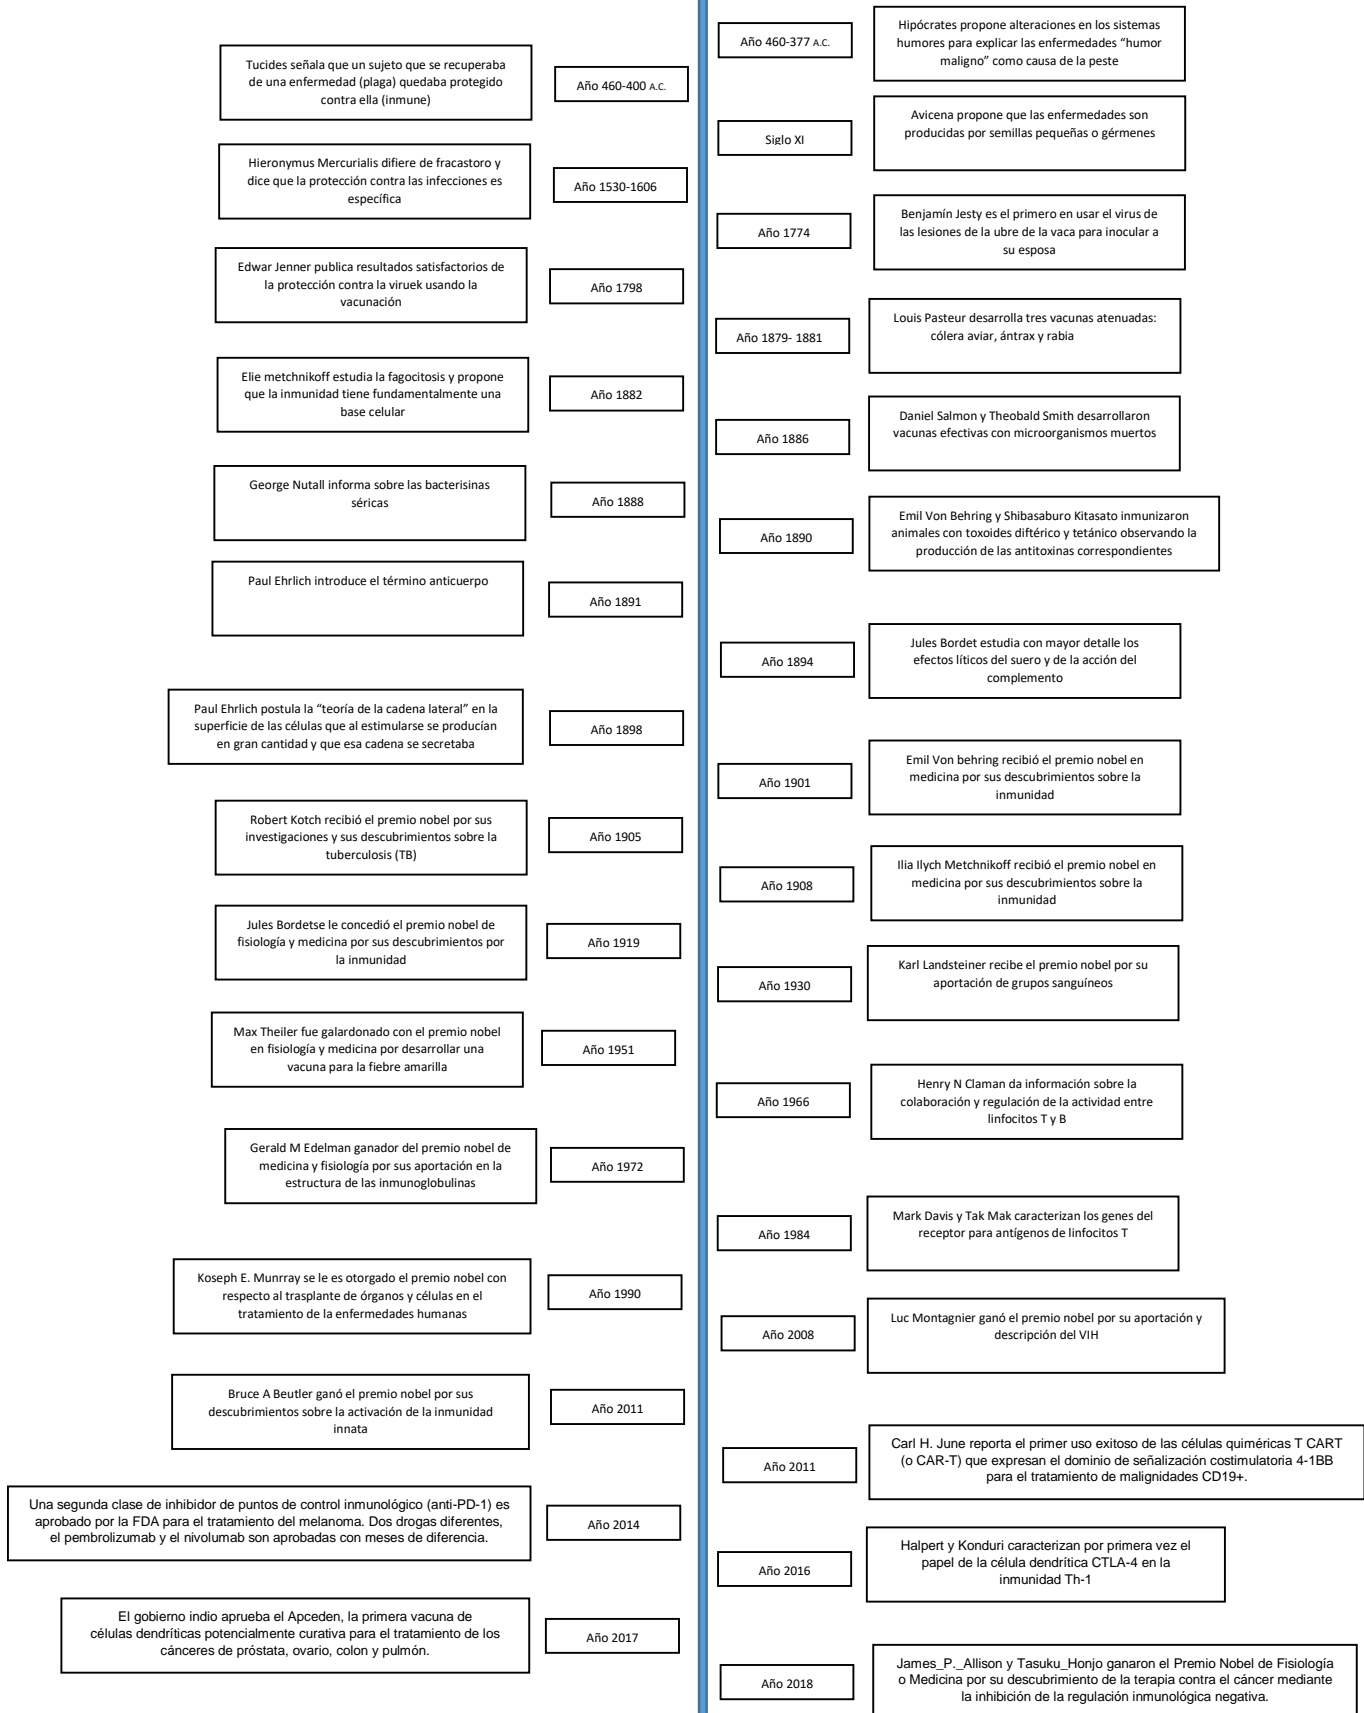 Año 460-377 A.C.
Hipócrates propone alteraciones en los sistemas
humores para explicar las enfermedades “humor
maligno” como causa de la peste
Tucides señala que un sujeto que se recuperaba
de una enfermedad (plaga) quedaba protegido
contra ella (inmune)
Año 460-400 A.C.
Siglo XI
Avicena propone que las enfermedades son
producidas por semillas pequeñas o gérmenes
Hieronymus Mercurialis difiere de fracastoro y
dice que la protección contra las infecciones es
específica
Año 1530-1606
Año 1774
Benjamín Jesty es el primero en usar el virus de
las lesiones de la ubre de la vaca para inocular a
su esposa
Edwar Jenner publica resultados satisfactorios de
la protección contra la viruek usando la
vacunación
Año 1798
Año 1879- 1881
Louis Pasteur desarrolla tres vacunas atenuadas:
cólera aviar, ántrax y rabia
Elie metchnikoff estudia la fagocitosis y propone
que la inmunidad tiene fundamentalmente una
base celular
Año 1882
Año 1886
Daniel Salmon y Theobald Smith desarrollaron
vacunas efectivas con microorganismos muertos
George Nutall informa sobre las bacterisinas
séricas
Año 1888
Año 1890
Emil Von Behring y Shibasaburo Kitasato inmunizaron
animales con toxoides diftérico y tetánico observando la
producción de las antitoxinas correspondientes
Paul Ehrlich introduce el término anticuerpo
Año 1891
Año 1894
Jules Bordet estudia con mayor detalle los
efectos líticos del suero y de la acción del
complemento
Paul Ehrlich postula la “teoría de la cadena lateral” en la
superficie de las células que al estimularse se producían
en gran cantidad y que esa cadena se secretaba
Año 1898
Año 1901
Emil Von behring recibió el premio nobel en
medicina por sus descubrimientos sobre la
inmunidad
Robert Kotch recibió el premio nobel por sus
investigaciones y sus descubrimientos sobre la
tuberculosis (TB)
Año 1905
Año 1908
Ilia Ilych Metchnikoff recibió el premio nobel en
medicina por sus descubrimientos sobre la
inmunidad
Jules Bordetse le concedió el premio nobel de
fisiología y medicina por sus descubrimientos por
la inmunidad
Año 1919
Año 1930
Karl Landsteiner recibe el premio nobel por su
aportación de grupos sanguíneos
Max Theiler fue galardonado con el premio nobel
en fisiología y medicina por desarrollar una
vacuna para la fiebre amarilla
Año 1951
Año 1966
Henry N Claman da información sobre la
colaboración y regulación de la actividad entre
linfocitos T y B
Gerald M Edelman ganador del premio nobel de
medicina y fisiología por sus aportación en la
estructura de las inmunoglobulinas
Año 1972
Año 1984
Mark Davis y Tak Mak caracterizan los genes del
receptor para antígenos de linfocitos T
Koseph E. Munrray se le es otorgado el premio nobel con
respecto al trasplante de órganos y células en el
tratamiento de la enfermedades humanas
Año 1990
Año 2008
Luc Montagnier ganó el premio nobel por su aportación y
descripción del VIH
Bruce A Beutler ganó el premio nobel por sus
descubrimientos sobre la activación de la inmunidad
innata
Año 2011
Año 2011
Carl H. June reporta el primer uso exitoso de las células quiméricas T CART
(o CAR-T) que expresan el dominio de señalización costimulatoria 4-1BB
para el tratamiento de malignidades CD19+.
Una segunda clase de inhibidor de puntos de control inmunológico (anti-PD-1) es
aprobado por la FDA para el tratamiento del melanoma. Dos drogas diferentes,
el pembrolizumab y el nivolumab son aprobadas con meses de diferencia.
Año 2014
Año 2016
Halpert y Konduri caracterizan por primera vez el
papel de la célula dendrítica CTLA-4 en la
inmunidad Th-1
El gobierno indio aprueba el Apceden, la primera vacuna de
células dendríticas potencialmente curativa para el tratamiento de los
cánceres de próstata, ovario, colon y pulmón.
Año 2017
Año 2018
James_P._Allison y Tasuku_Honjo ganaron el Premio Nobel de Fisiología
o Medicina por su descubrimiento de la terapia contra el cáncer mediante
la inhibición de la regulación inmunológica negativa.